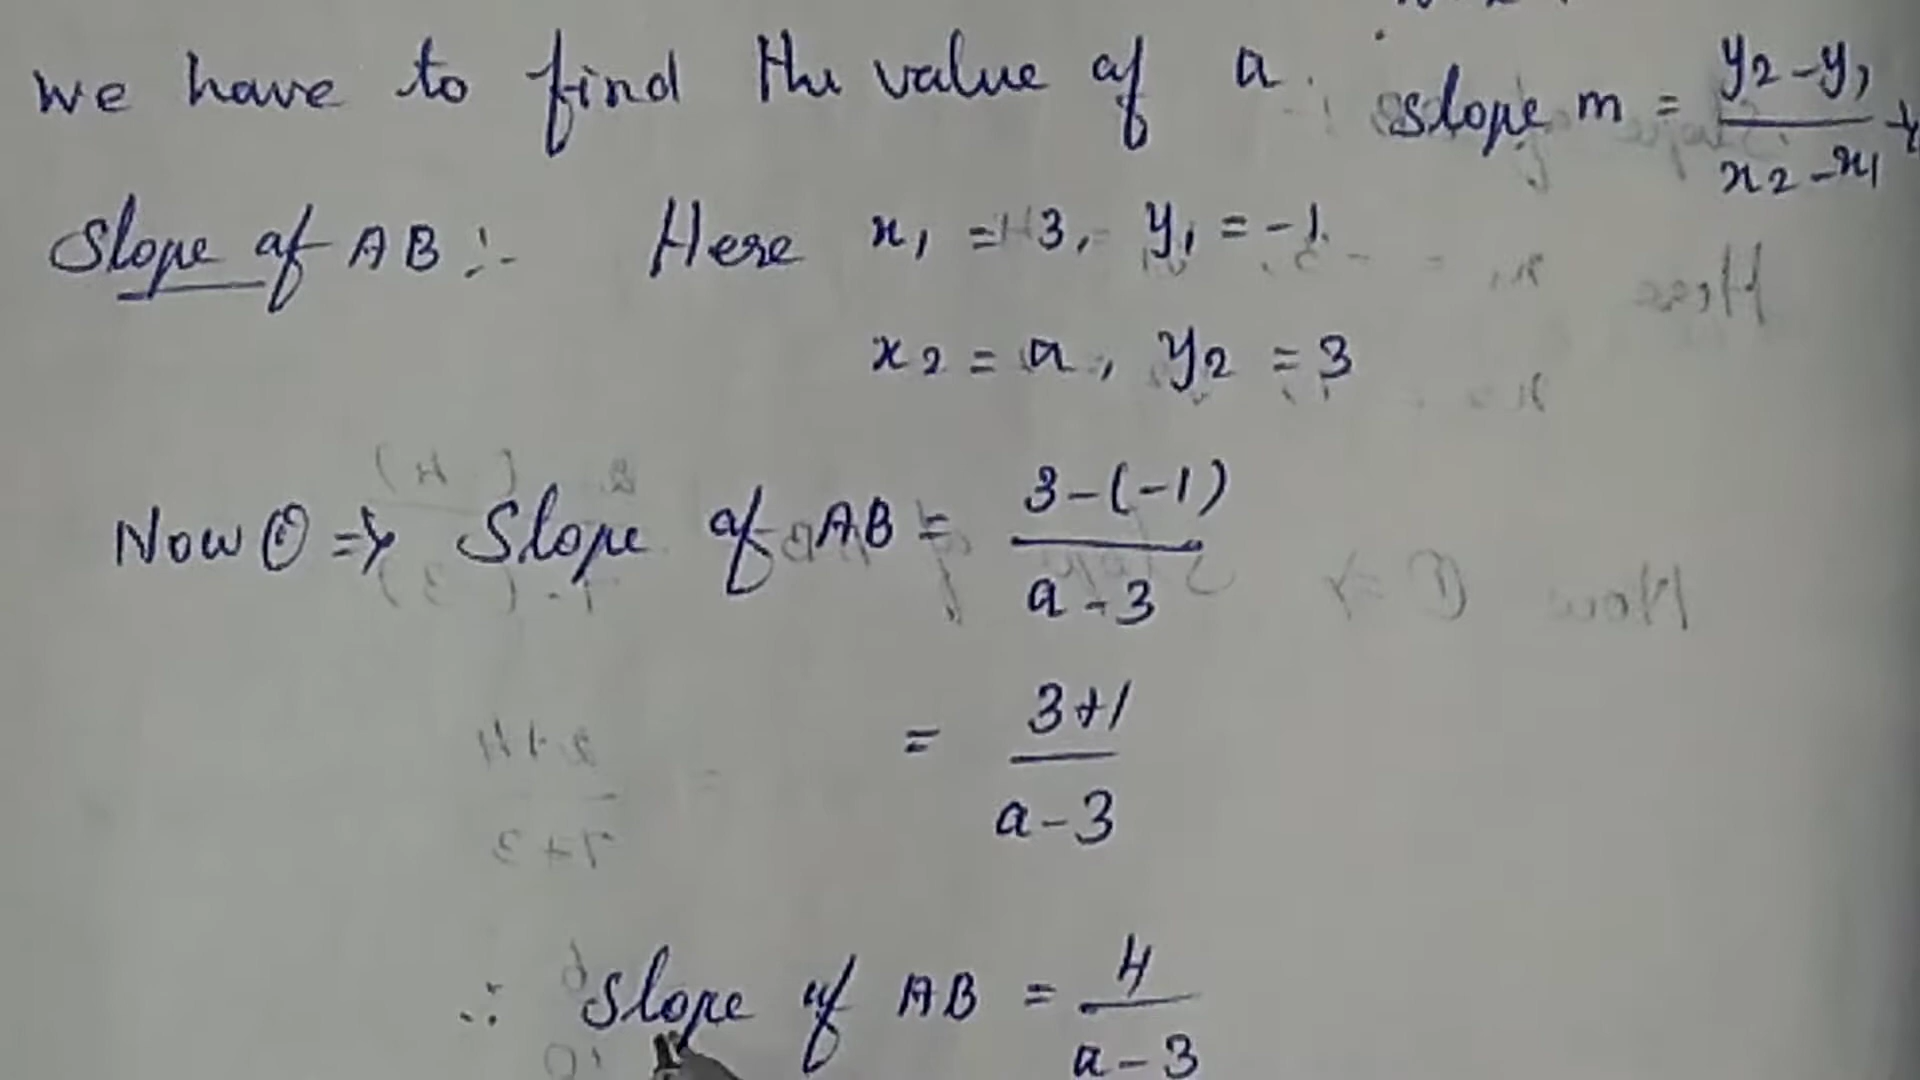 we have to find the value of a. slope m = y2-y1/x2-x1
Slope of AB :- Here x1 = 3, y1 = -1
x2 = a, y2 = 3
Now ① => Slope of AB = 3-(-1)/a-3
= 3+1/a-3
∴ Slope of AB = 4/a-3